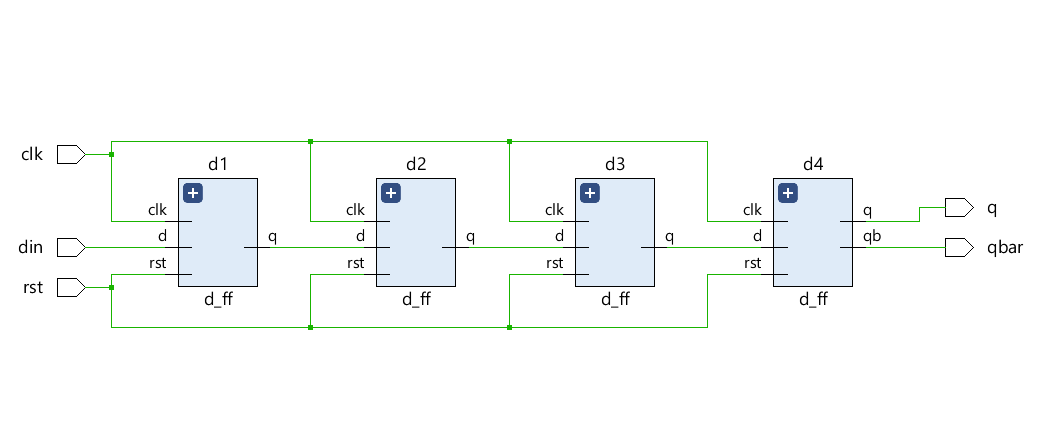 clk
din
rst
d1
clk
d
rst
q
d_ff
d2
clk
d
rst
q
d_ff
d3
clk
d
rst
q
d_ff
d4
clk
d
rst
q
qb
d_ff
q
qbar